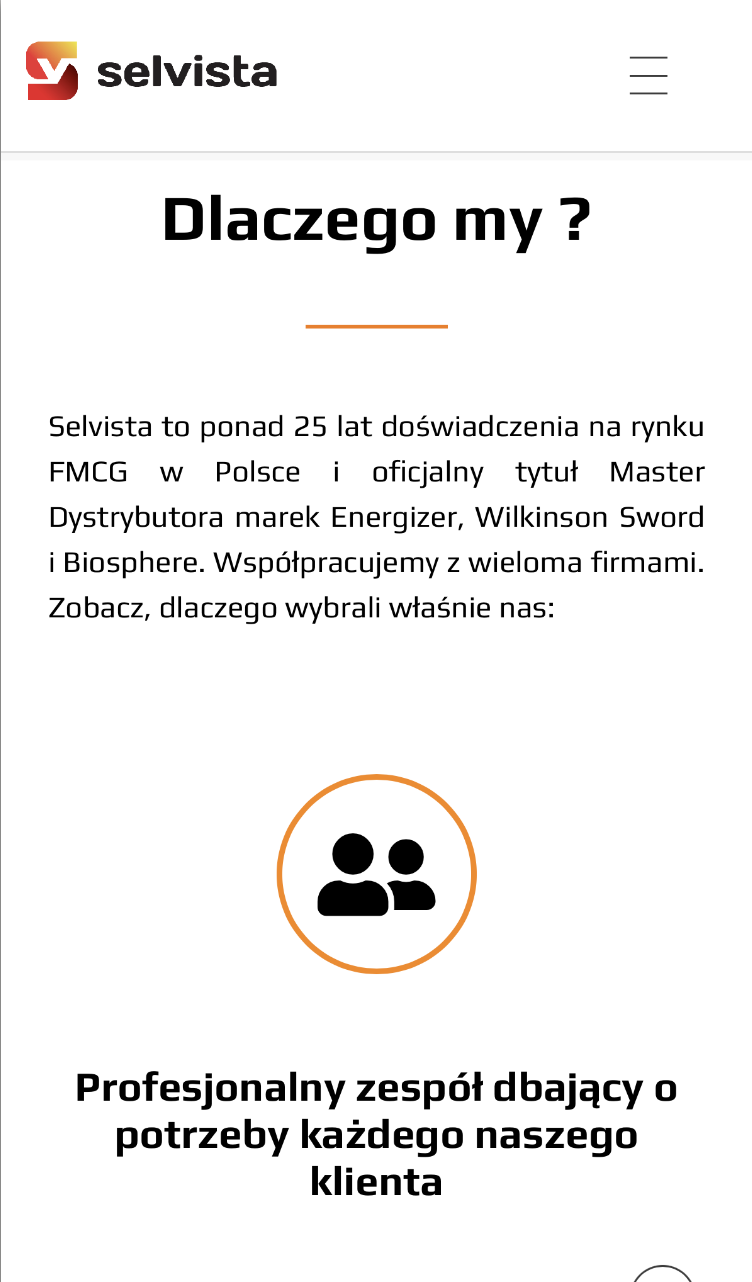 selvista
Dlaczego my ?
Selvista to ponad 25 lat doświadczenia na rynku
FMCG w Polsce i oficjalny tytuł Master
Dystrybutora marek Energizer, Wilkinson Sword
i Biosphere. Współpracujemy z wieloma firmami.
Zobacz, dlaczego wybrali właśnie nas:
Profesjonalny zespół dbający o
potrzeby każdego naszego
klienta